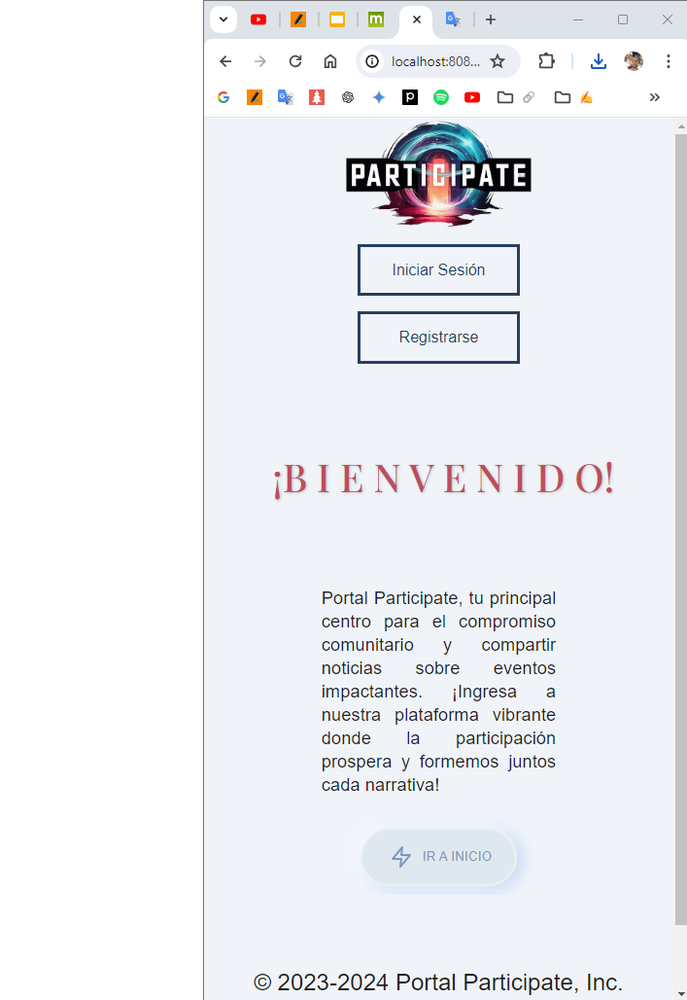 localhost:808...
PARTICIPATE
Iniciar Sesión
Registrarse
¡BIENVENIDO!
Portal Participate, tu principal
centro para el compromiso
comunitario y compartir
noticias sobre eventos
impactantes. ¡Ingresa a
nuestra plataforma vibrante
donde la participación
prospera y formemos juntos
cada narrativa!
IR A INICIO
© 2023-2024 Portal Participate, Inc.